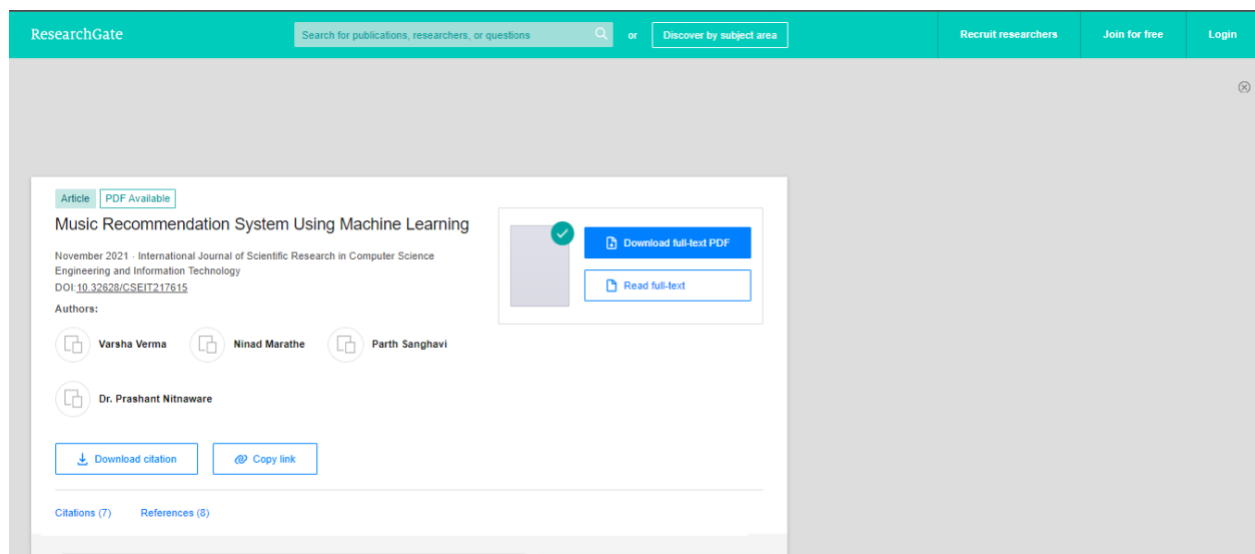 ResearchGate
Search for publications, researchers, or questions
or
Discover by subject area
Recruit researchers
Join for free
Login
Article
PDF Available
Music Recommendation System Using Machine Learning
November 2021 · International Journal of Scientific Research in Computer Science
Engineering and Information Technology
DOI:10.32628/CSEIT217615
Authors:
Varsha Verma
Ninad Marathe
Parth Sanghavi
Dr. Prashant Nitnaware
Download full-text PDF
Read full-text
Download citation
Copy link
Citations (7)
References (8)